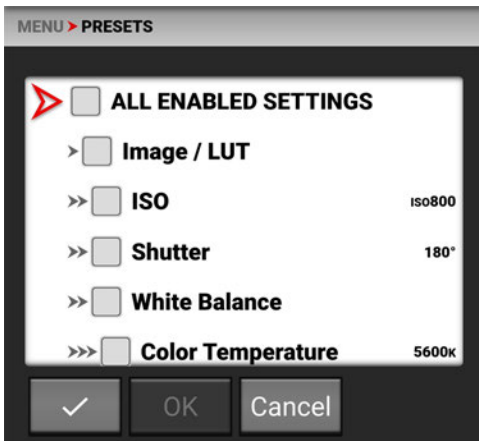 MENU > PRESETS
ALL ENABLED SETTINGS
Image / LUT
ISO ISO800
Shutter 180°
White Balance
Color Temperature 5600K
✓ OK Cancel